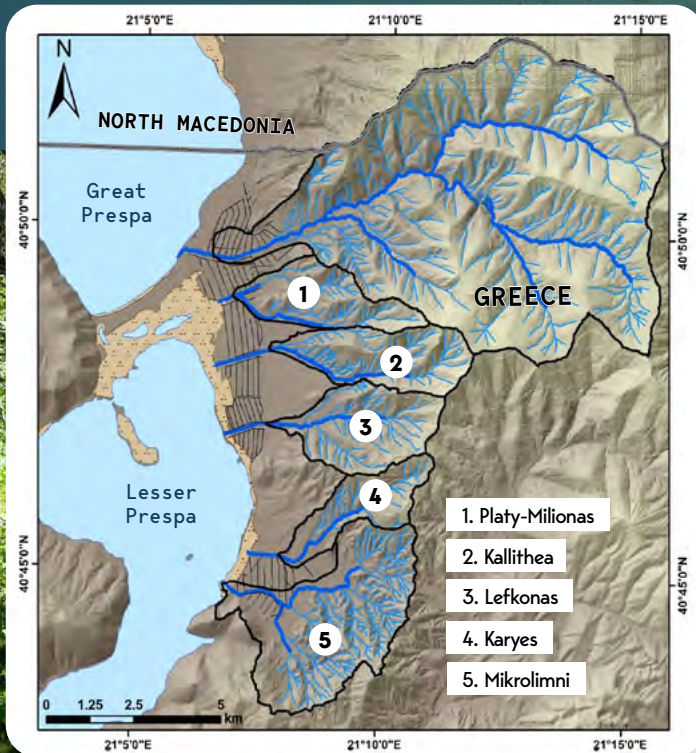 21°5'0"E 21°10'0"E 21°15'0"E
N
NORTH MACEDONIA
Great
Prespa
40°50'0"N 40°50'0"N
1
GREECE
2
3
4
Lesser
Prespa
1. Platy-Milionas
2. Kallithea
40°45'0"N 40°45'0"N
3. Lefkonas
4. Karyes
5
5. Mikrolimni
0 1.25 2.5 5
km
21°5'0"E 21°10'0"E 21°15'0"E